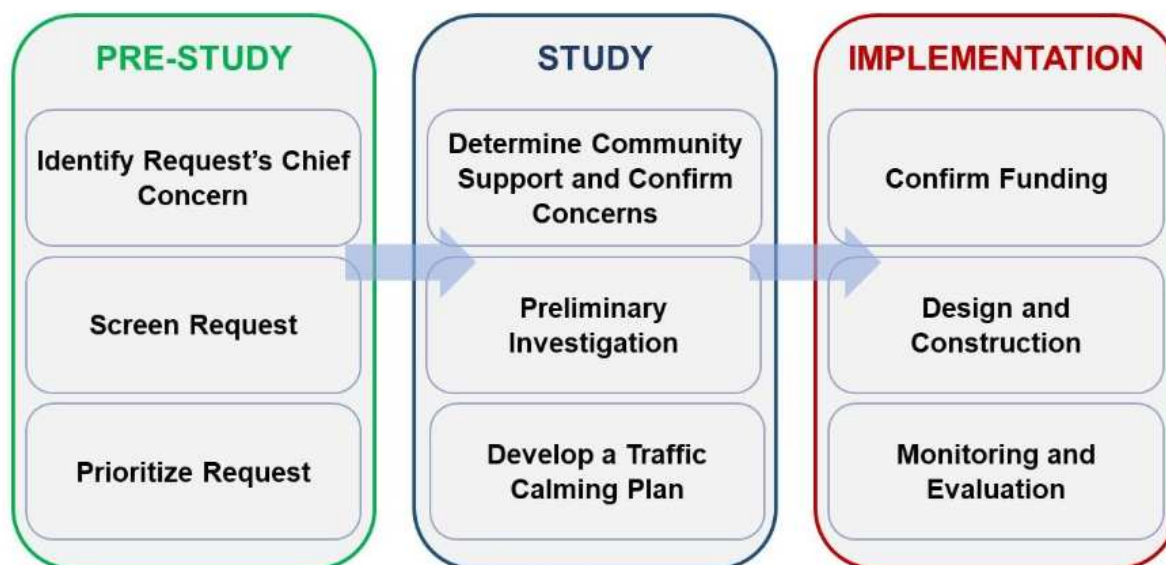 PRE-STUDY
Identify Request's Chief
Concern
Screen Request
Prioritize Request
STUDY
Determine Community
Support and Confirm
Concerns
Preliminary
Investigation
Develop a Traffic
Calming Plan
IMPLEMENTATION
Confirm Funding
Design and
Construction
Monitoring and
Evaluation